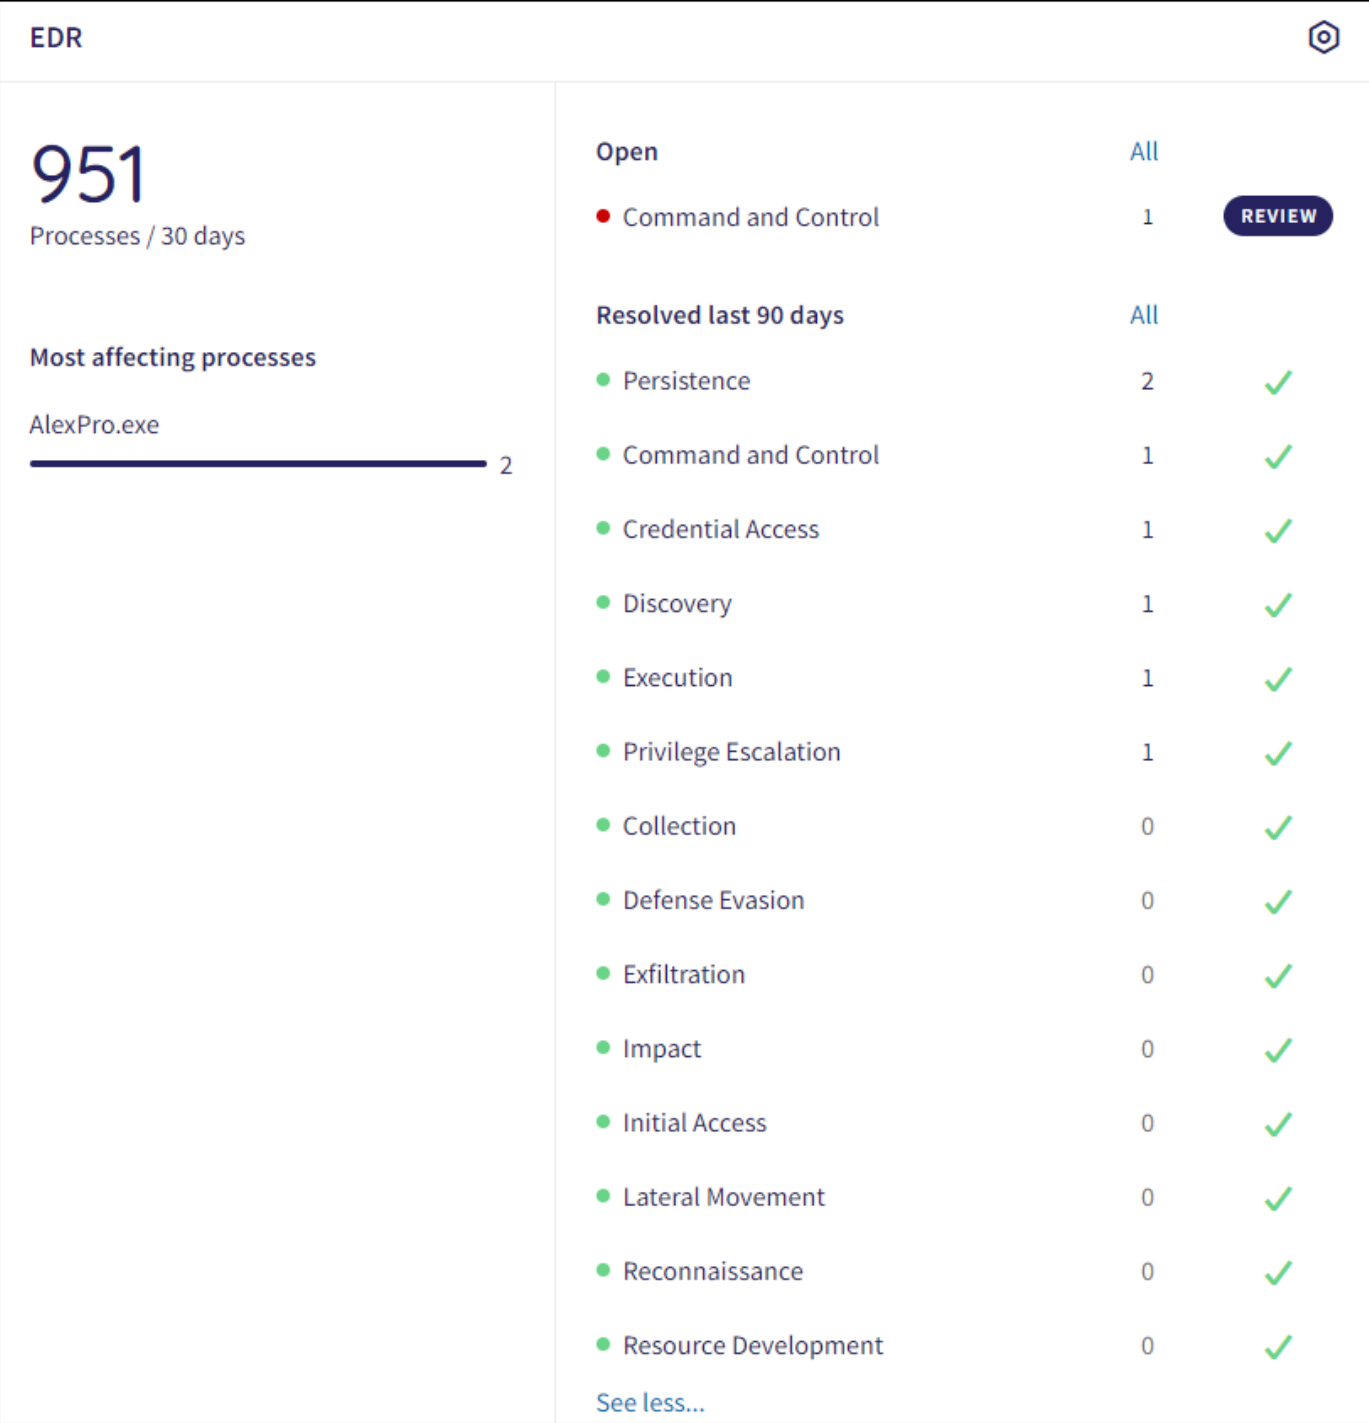 EDR
951
Processes / 30 days
Most affecting processes
AlexPro.exe
2
Open All
Command and Control 1 REVIEW
Resolved last 90 days All
Persistence 2
Command and Control 1
Credential Access 1
Discovery 1
Execution 1
Privilege Escalation 1
Collection 0
Defense Evasion 0
Exfiltration 0
Impact 0
Initial Access 0
Lateral Movement 0
Reconnaissance 0
Resource Development 0
See less...